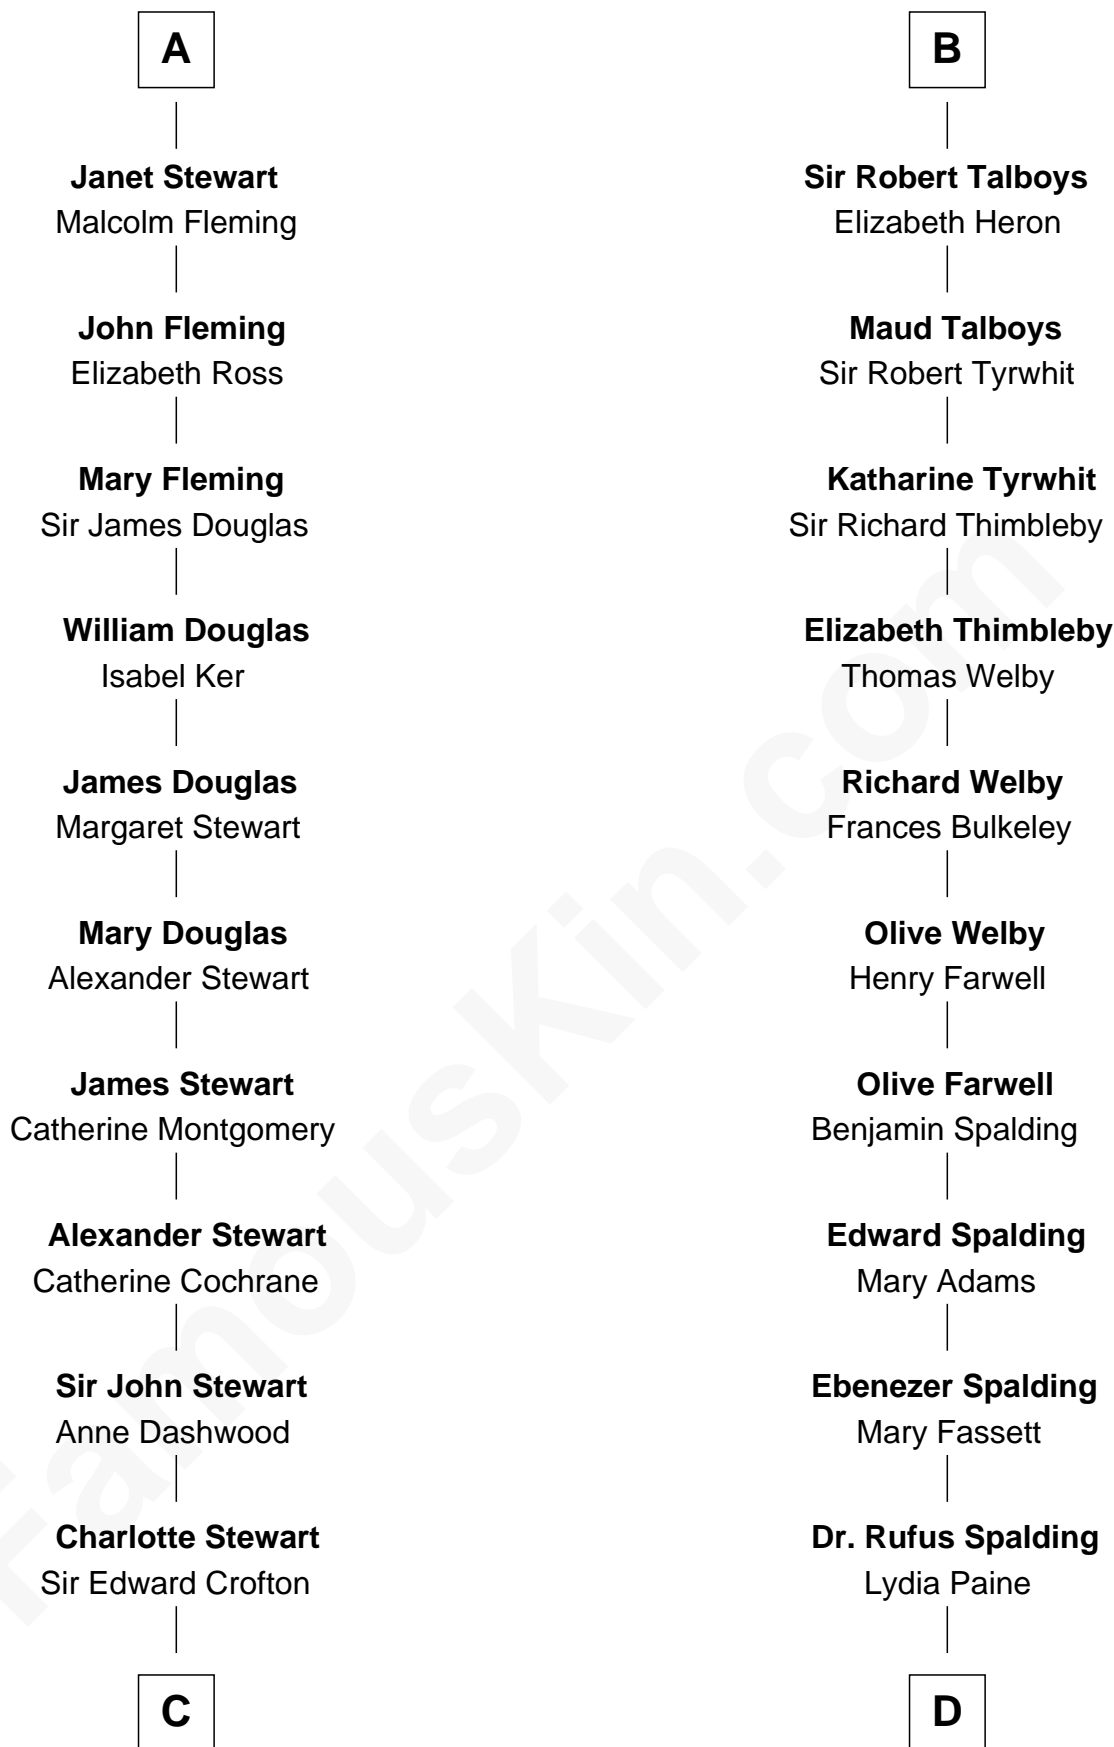 A
Janet Stewart
Malcolm Fleming
John Fleming
Elizabeth Ross
Mary Fleming
Sir James Douglas
William Douglas
Isabel Ker
James Douglas
Margaret Stewart
Mary Douglas
Alexander Stewart
James Stewart
Catherine Montgomery
Alexander Stewart
Catherine Cochrane
Sir John Stewart
Anne Dashwood
Charlotte Stewart
Sir Edward Crofton
C
B
Sir Robert Talboys
Elizabeth Heron
Maud Talboys
Sir Robert Tyrwhit
Katharine Tyrwhit
Sir Richard Thimbleby
Elizabeth Thimbleby
Thomas Welby
Richard Welby
Frances Bulkeley
Olive Welby
Henry Farwell
Olive Farwell
Benjamin Spalding
Edward Spalding
Mary Adams
Ebenezer Spalding
Mary Fassett
Dr. Rufus Spalding
Lydia Paine
D
FamousKin.com